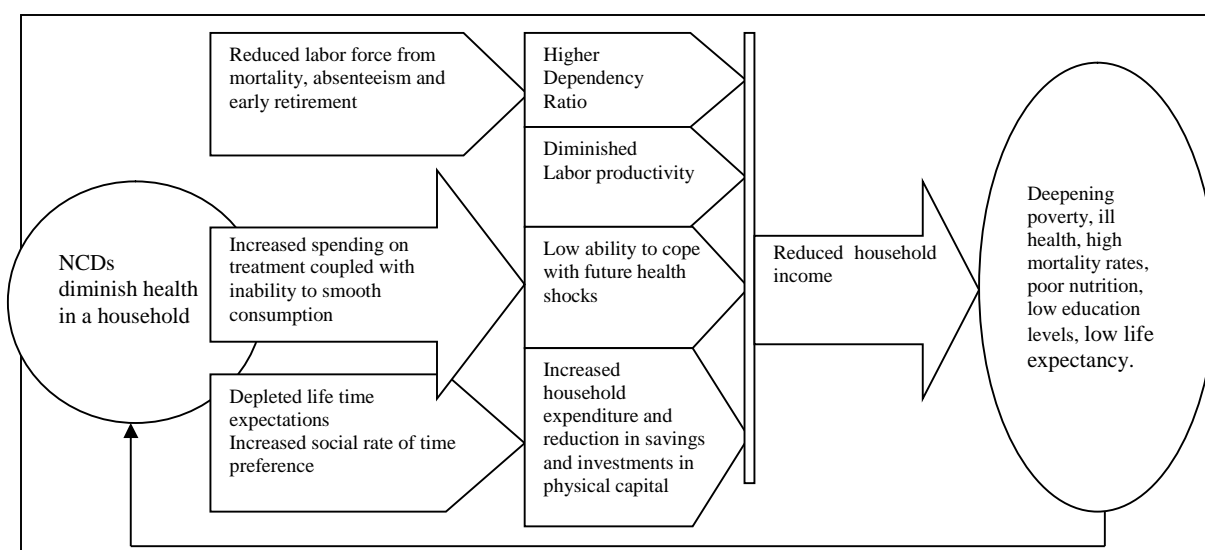 NCDs
diminish health
in a household
Reduced labor force from
mortality, absenteeism and
early retirement
Increased spending on
treatment coupled with
inability to smooth
consumption
Depleted life time
expectations
Increased social rate of time
preference
Higher
Dependency
Ratio
Diminished
Labor productivity
Low ability to cope
with future health
shocks
Increased
household
expenditure and
reduction in savings
and investments in
physical capital
Reduced household
income
Deepening
poverty, ill
health, high
mortality rates,
poor nutrition,
low education
levels, low life
expectancy.